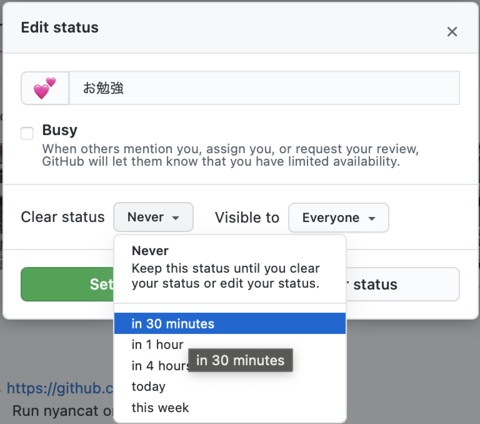 Edit status
お勉強
Busy
When others mention you, assign you, or request your review,
GitHub will let them know that you have limited availability.
Clear status Never Visible to Everyone
Never
Keep this status until you clear
your status or edit your status.
Set status
in 30 minutes
in 1 hour
in 4 hours
in 30 minutes
today
this week
https://github.c
Run nyancat